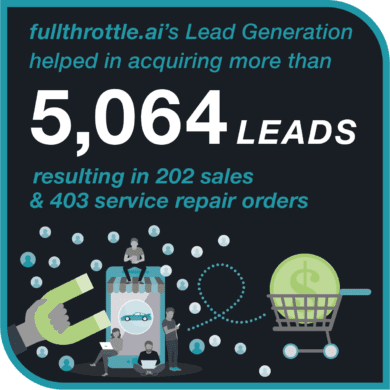 fullthrottle.ai's Lead Generation
helped in acquiring more than
5,064 LEADS
resulting in 202 sales
& 403 service repair orders
$